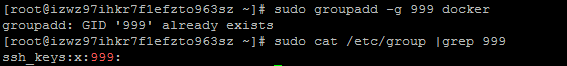 [root@izwz97ihkr7f1efzto963sz ~]# sudo groupadd -g 999 docker
groupadd: GID '999' already exists
[root@izwz97ihkr7f1efzto963sz ~]# sudo cat /etc/group |grep 999
ssh_keys:x:999: